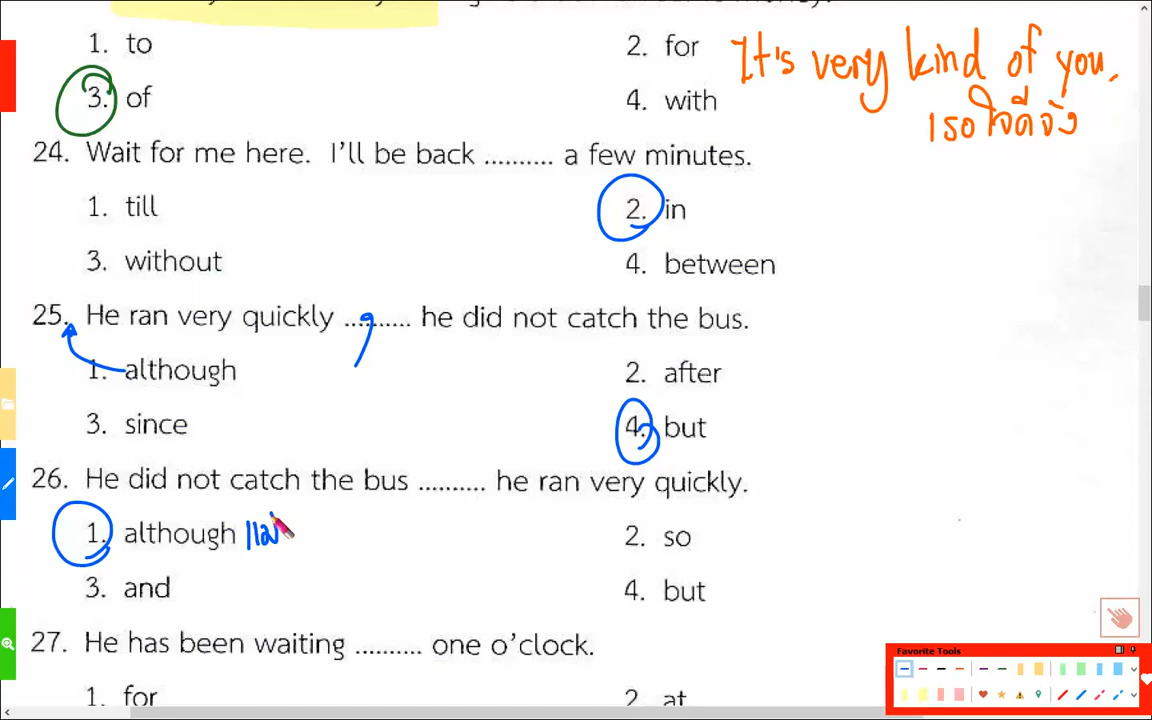 1. to
2. for
3. of
4. with
It's very kind of you.
เธอใจดีจัง
24. Wait for me here. I'll be back .......... a few minutes.
1. till
2. in
3. without
4. between
25. He ran very quickly .......... he did not catch the bus.
1. although
2. after
3. since
4. but
26. He did not catch the bus .......... he ran very quickly.
1. although
2. so
3. and
4. but
27. He has been waiting .......... one o'clock.
1. for
2. at
Favorite Tools